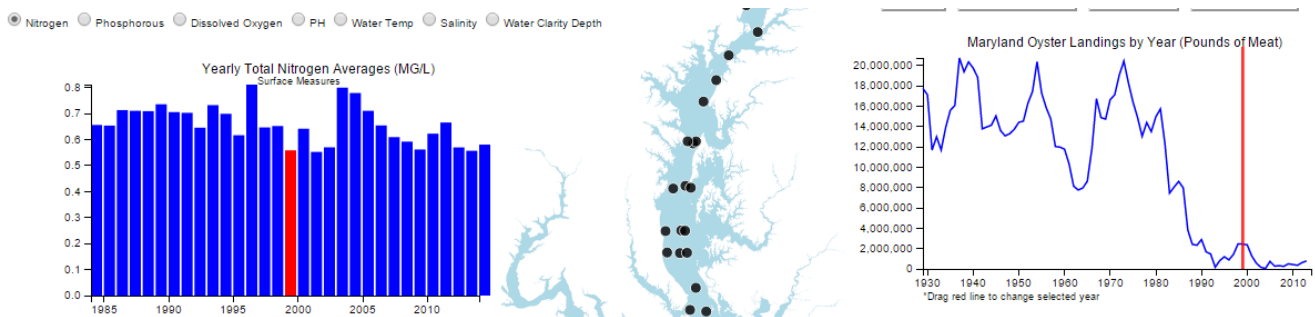 Nitrogen Phosphorous Dissolved Oxygen PH Water Temp Salinity Water Clarity Depth
Yearly Total Nitrogen Averages (MG/L)
Surface Measures
0.8
0.7
0.6
0.5
0.4
0.3
0.2
0.1
0.0
1985 1990 1995 2000 2005 2010
Maryland Oyster Landings by Year (Pounds of Meat)
20,000,000
18,000,000
16,000,000
14,000,000
12,000,000
10,000,000
8,000,000
6,000,000
4,000,000
2,000,000
0
1930 1940 1950 1960 1970 1980 1990 2000 2010
*Drag red line to change selected year